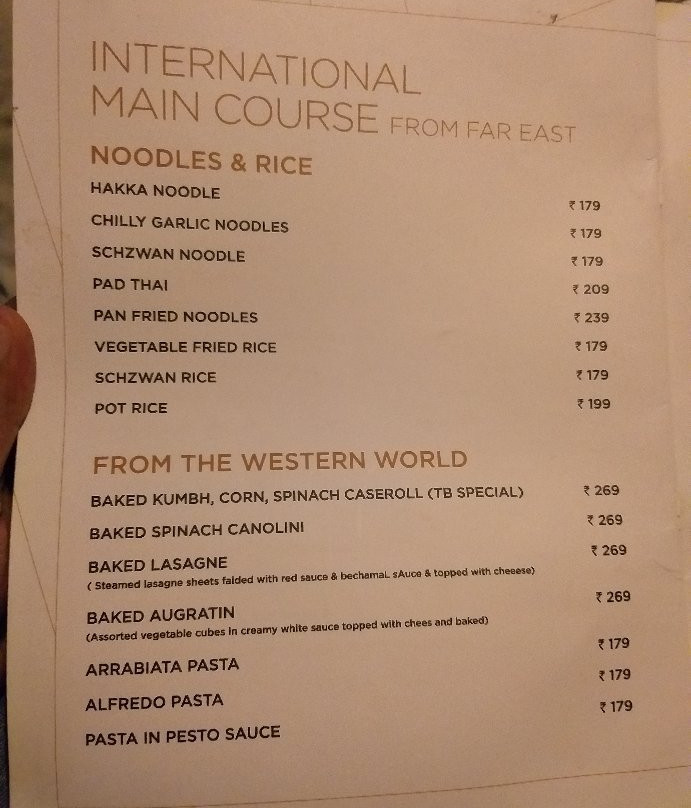 INTERNATIONAL
MAIN COURSE FROM FAR EAST
NOODLES & RICE
HAKKA NOODLE ₹ 179
CHILLY GARLIC NOODLES ₹ 179
SCHZWAN NOODLE ₹ 179
PAD THAI ₹ 209
PAN FRIED NOODLES ₹ 239
VEGETABLE FRIED RICE ₹ 179
SCHZWAN RICE ₹ 179
POT RICE ₹ 199
FROM THE WESTERN WORLD
BAKED KUMBH, CORN, SPINACH CASEROLL (TB SPECIAL) ₹ 269
BAKED SPINACH CANOLINI ₹ 269
BAKED LASAGNE ₹ 269
( Steamed lasagne sheets falded with red sauce & bechamaL sAuce & topped with cheeese)
BAKED AUGRATIN ₹ 269
(Assorted vegetable cubes in creamy white sauce topped with chees and baked)
ARRABIATA PASTA ₹ 179
ALFREDO PASTA ₹ 179
PASTA IN PESTO SAUCE ₹ 179